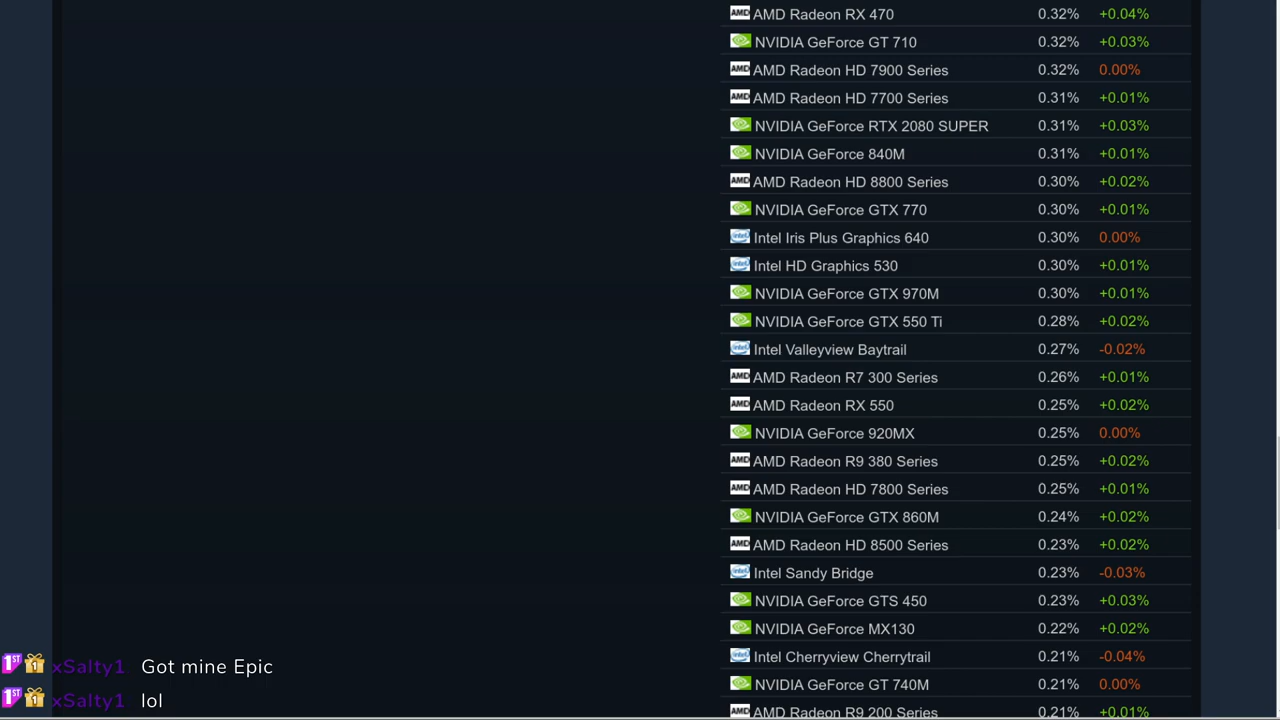 AMD Radeon RX 470 0.32% +0.04%
NVIDIA GeForce GT 710 0.32% +0.03%
AMD Radeon HD 7900 Series 0.32% 0.00%
AMD Radeon HD 7700 Series 0.31% +0.01%
NVIDIA GeForce RTX 2080 SUPER 0.31% +0.03%
NVIDIA GeForce 840M 0.31% +0.01%
AMD Radeon HD 8800 Series 0.30% +0.02%
NVIDIA GeForce GTX 0.30% +0.01%
Intel Iris Plus Graphics 0.30% 0.00%
Intel HD Graphics 530 0.30% +0.01%
NVIDIA GeForce GTX 0.30% +0.01%
NVIDIA GeForce GTX Ti 0.28% +0.02%
Intel Valleyview Baytrail 0.27% -0.02%
AMD Radeon R7 300 Series 0.26% +0.01%
AMD Radeon RX 550 0.25% +0.02%
NVIDIA GeForce 920M 0.25% 0.00%
AMD Radeon R9 380 Series 0.25% +0.02%
AMD Radeon HD 7800 Series 0.25% +0.01%
NVIDIA GeForce GTX 0.24% +0.02%
AMD Radeon HD 8500 Series 0.23% +0.02%
Intel Sandy Bridge 0.23% -0.03%
NVIDIA GeForce GTS 0.23% +0.03%
NVIDIA GeForce 0.22% +0.02%
Intel Cherryview 0.21% -0.04%
NVIDIA GeForce GT 0.21% 0.00%
AMD Radeon R9 200 Series 0.21% +0.01%
1ST xSalty1 Got mine Epic
1ST xSalty1 lol